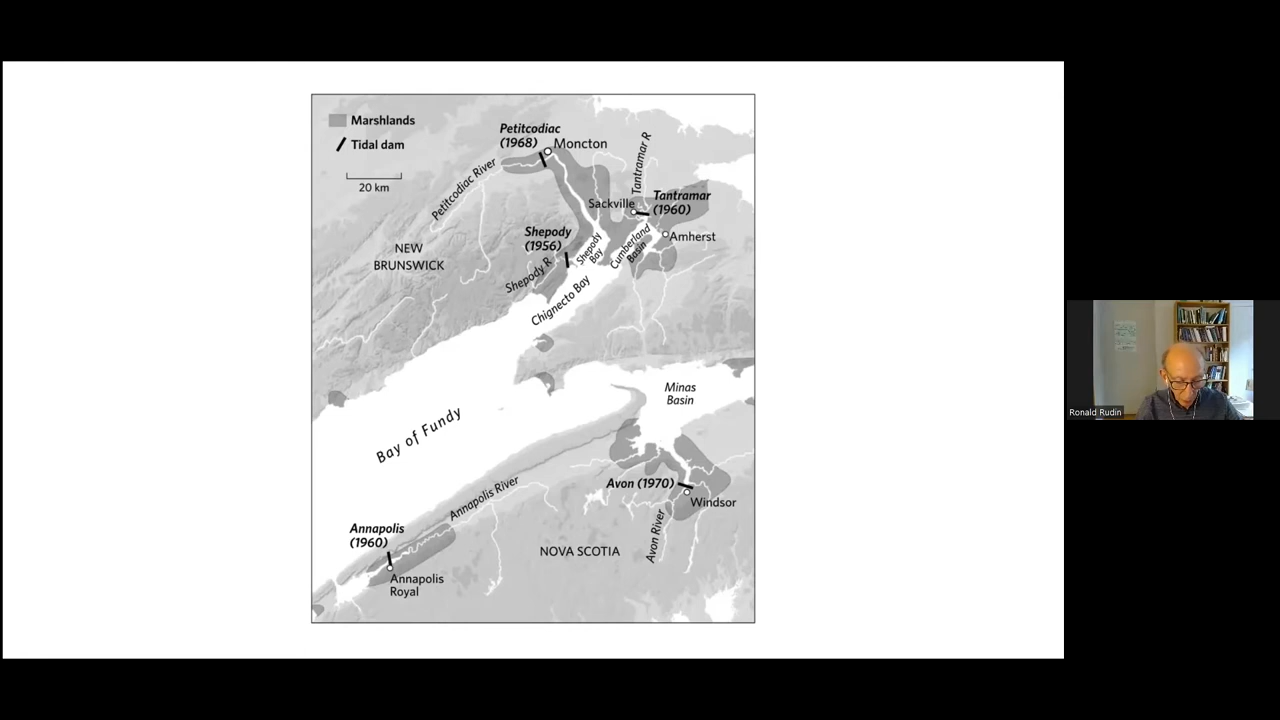 Marshlands
Tidal dam
20 km
Petitcodiac
(1968)
Moncton
Petitcodiac River
Tantramar R
Sackville
Tantramar
(1960)
Amherst
Shepody
(1956)
Shepody
Bay
Cumberland
Basin
NEW
BRUNSWICK
Shepody R
Chignecto Bay
Minas
Basin
Bay of Fundy
Avon (1970)
Windsor
Annapolis River
Avon River
Annapolis
(1960)
NOVA SCOTIA
Annapolis
Royal
Ronald Rudin